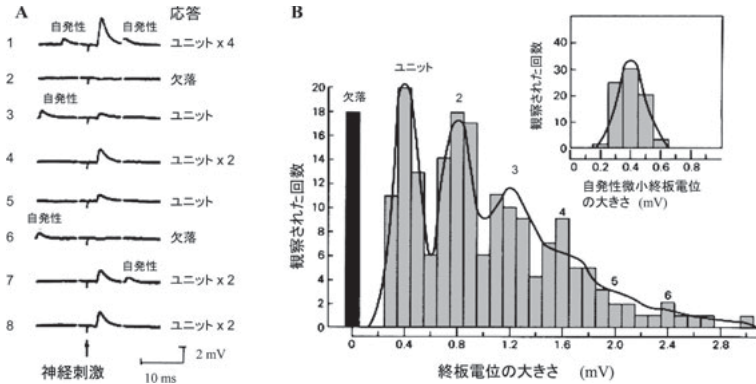 A
応答
1 自発性 自発性 ユニット x 4
2 欠落
3 自発性 ユニット
4 ユニット x 2
5 ユニット
6 自発性 欠落
7 自発性 ユニット x 2
8 ユニット x 2
神経刺激
2 mV
10 ms
B
観察された回数
20
18
16
14
12
10
8
6
4
2
0
欠落
ユニット
2
3
4
5
6
0 0.4 0.8 1.2 1.6 2.0 2.4 2.8
終板電位の大きさ (mV)
観察された回数
40
30
20
10
0
0.2 0.4 0.6 0.8
自発性微小終板電位
の大きさ (mV)